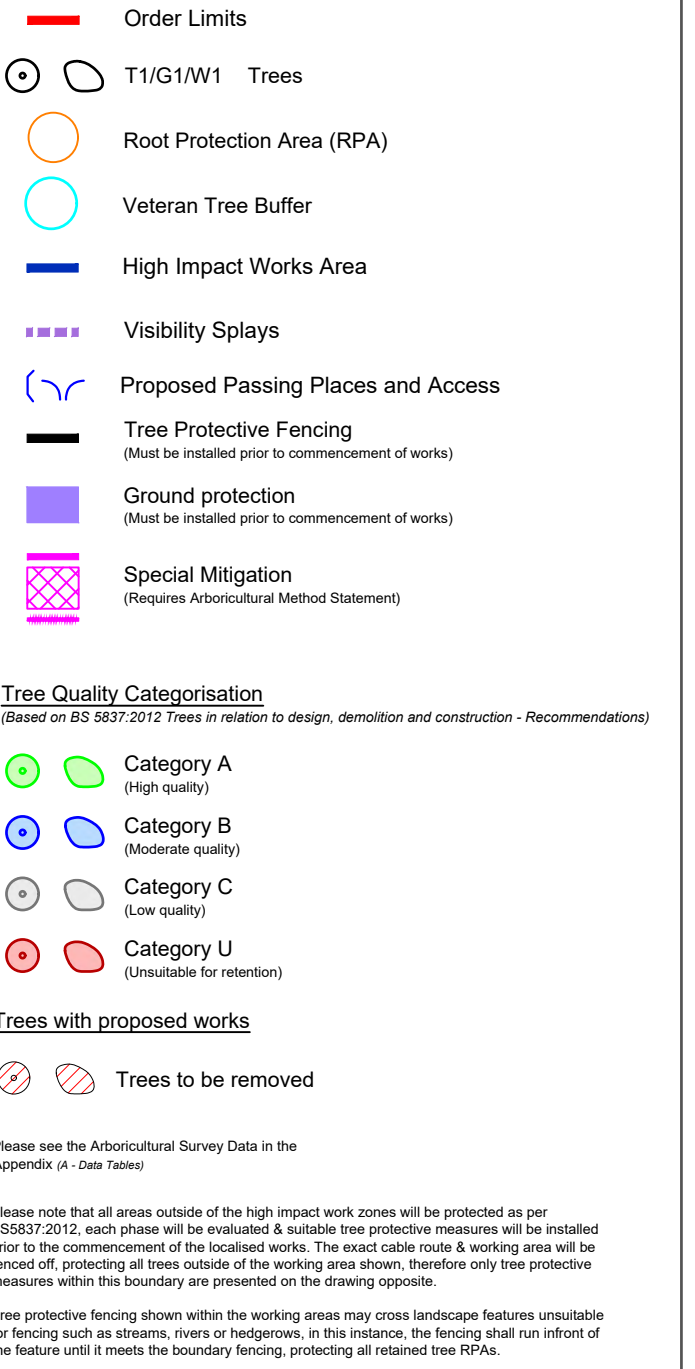 Order Limits
T1/G1/W1 Trees
Root Protection Area (RPA)
Veteran Tree Buffer
High Impact Works Area
Visibility Splays
Proposed Passing Places and Access
Tree Protective Fencing
(Must be installed prior to commencement of works)
Ground protection
(Must be installed prior to commencement of works)
Special Mitigation
(Requires Arboricultural Method Statement)
Tree Quality Categorisation
(Based on BS 5837:2012 Trees in relation to design, demolition and construction - Recommendations)
Category A
(High quality)
Category B
(Moderate quality)
Category C
(Low quality)
Category U
(Unsuitable for retention)
Trees with proposed works
Trees to be removed
lease see the Arboricultural Survey Data in the
Appendix (A - Data Tables)
lease note that all areas outside of the high impact work zones will be protected as per
S5837:2012, each phase will be evaluated & suitable tree protective measures will be installed
rior to the commencement of the localised works. The exact cable route & working area will be
enced off, protecting all trees outside of the working area shown, therefore only tree protective
measures within this boundary are presented on the drawing opposite.
ree protective fencing shown within the working areas may cross landscape features unsuitable
or fencing such as streams, rivers or hedgerows, in this instance, the fencing shall run infront of
he feature until it meets the boundary fencing, protecting all retained tree RPAs.